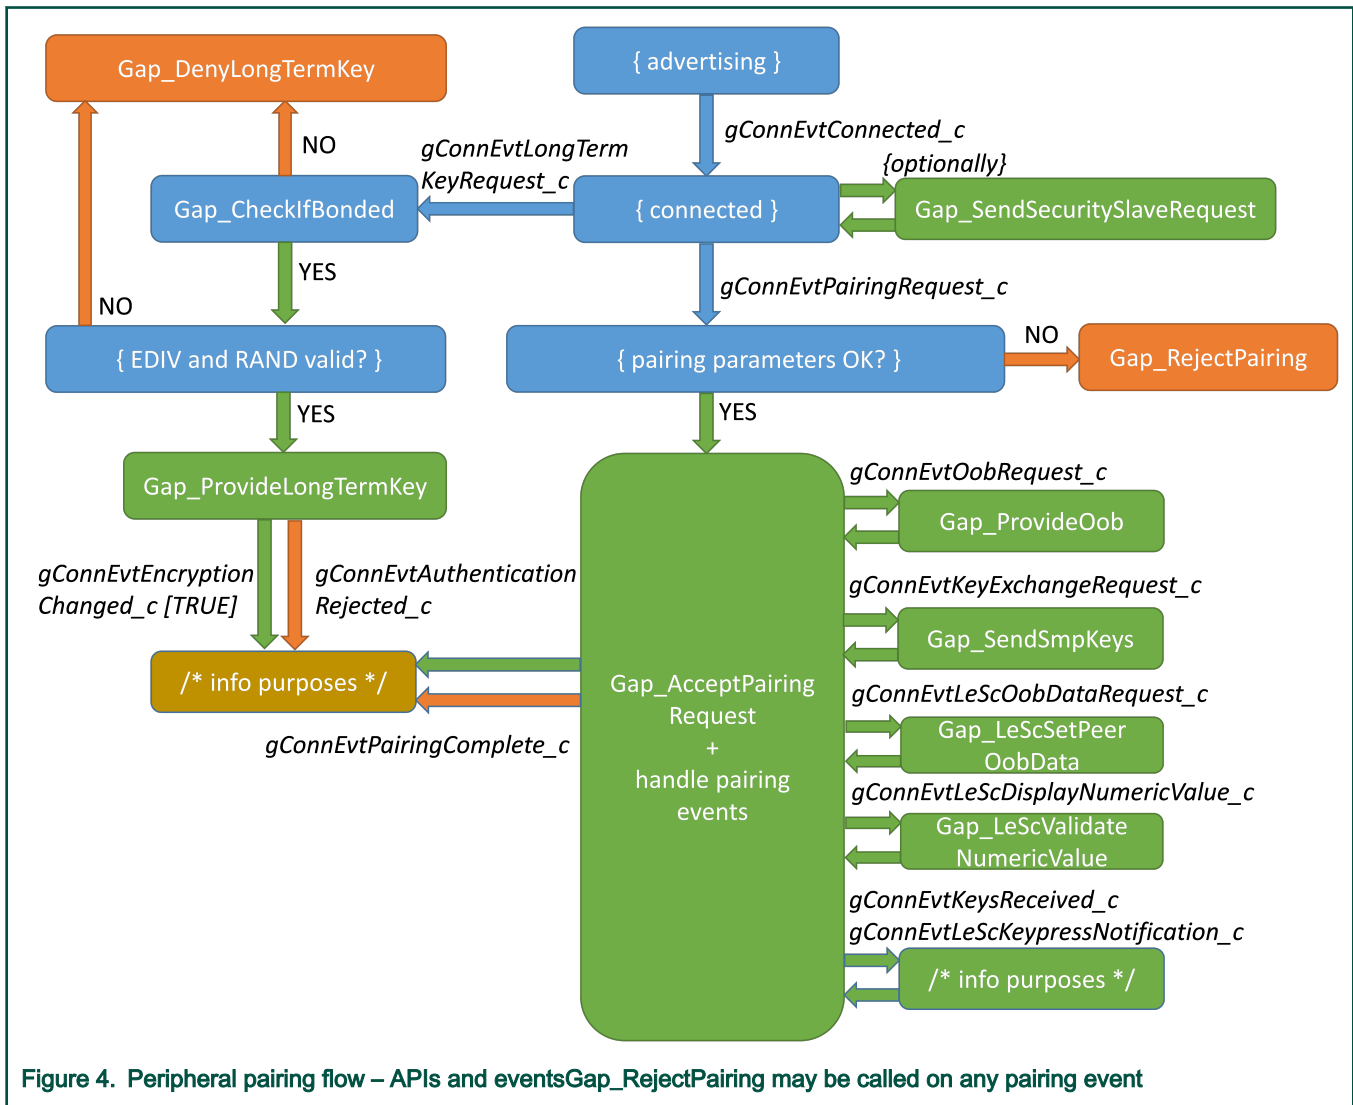 Gap_DenyLongTermKey
{ advertising }
gConnEvtConnected_c
NO
gConnEvtLongTerm
KeyRequest_c
{optionally}
Gap_CheckIfBonded
{ connected }
Gap_SendSecuritySlaveRequest
YES
gConnEvtPairingRequest_c
NO
NO
{ EDIV and RAND valid? }
{ pairing parameters OK? }
Gap_RejectPairing
YES
YES
Gap_ProvideLongTermKey
gConnEvtOobRequest_c
Gap_ProvideOob
gConnEvtEncryption
Changed_c [TRUE]
gConnEvtAuthentication
Rejected_c
gConnEvtKeyExchangeRequest_c
Gap_SendSmpKeys
/* info purposes */
gConnEvtPairingComplete_c
Gap_AcceptPairing
Request
+
handle pairing
events
gConnEvtLeScOobDataRequest_c
Gap_LeScSetPeer
OobData
gConnEvtLeScDisplayNumericValue_c
Gap_LeScValidate
NumericValue
gConnEvtKeysReceived_c
gConnEvtLeScKeypressNotification_c
/* info purposes */
Figure 4. Peripheral pairing flow – APIs and eventsGap_RejectPairing may be called on any pairing event